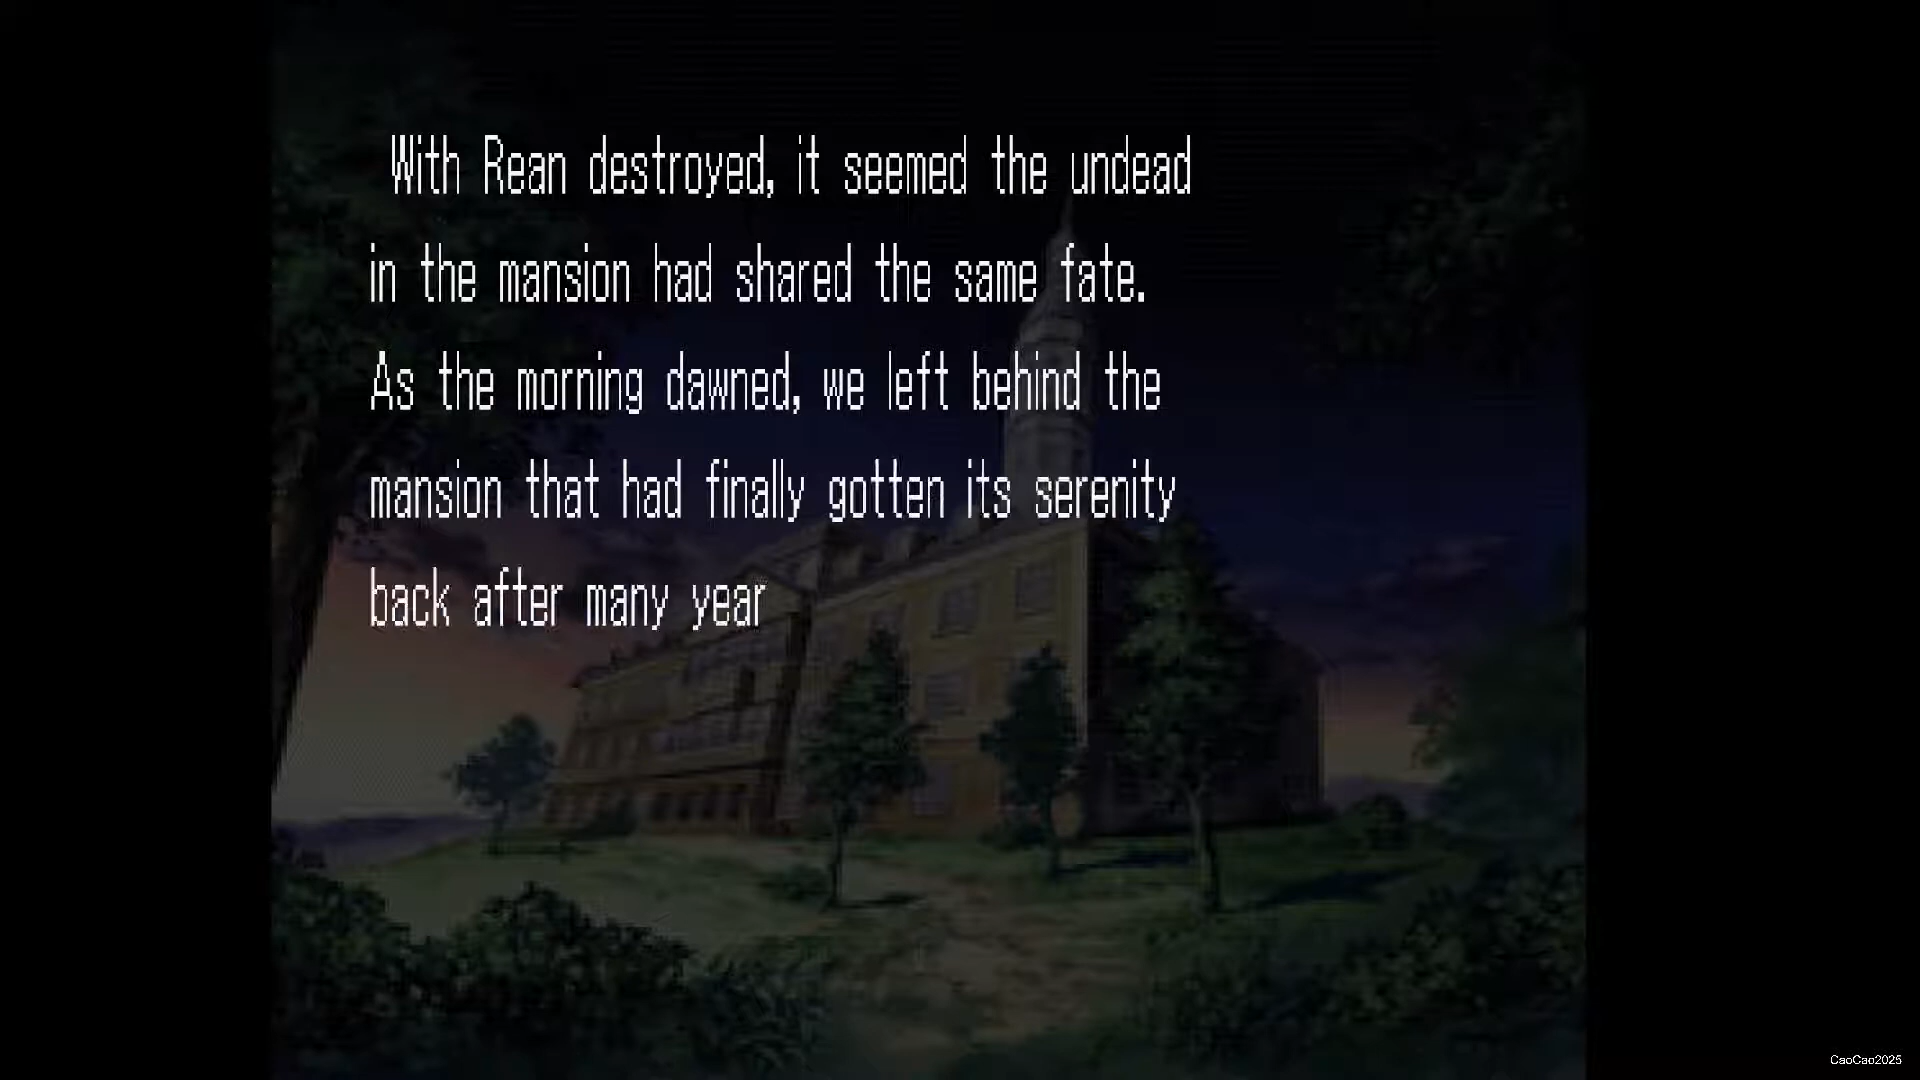 With Rean destroyed, it seemed the undead
in the mansion had shared the same fate.
As the morning dawned, we left behind the
mansion that had finally gotten its serenity
back after many year
CaoCao2025